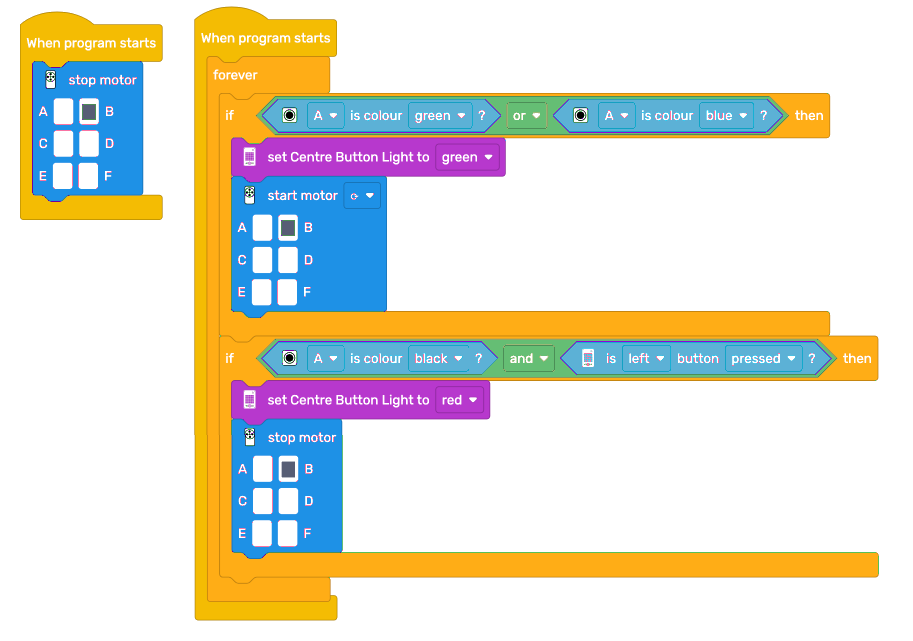 When program starts
stop motor
A B
C D
E F
When program starts
forever
if A is colour green ? or A is colour blue ? then
set Centre Button Light to green
start motor
A B
C D
E F
if A is colour black ? and is left button pressed ? then
set Centre Button Light to red
stop motor
A B
C D
E F